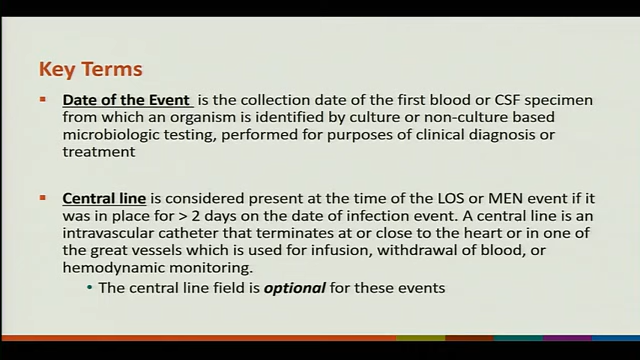 Key Terms
▪ Date of the Event is the collection date of the first blood or CSF specimen
from which an organism is identified by culture or non-culture based
microbiologic testing, performed for purposes of clinical diagnosis or
treatment
▪ Central line is considered present at the time of the LOS or MEN event if it
was in place for > 2 days on the date of infection event. A central line is an
intravascular catheter that terminates at or close to the heart or in one of
the great vessels which is used for infusion, withdrawal of blood, or
hemodynamic monitoring.
• The central line field is optional for these events